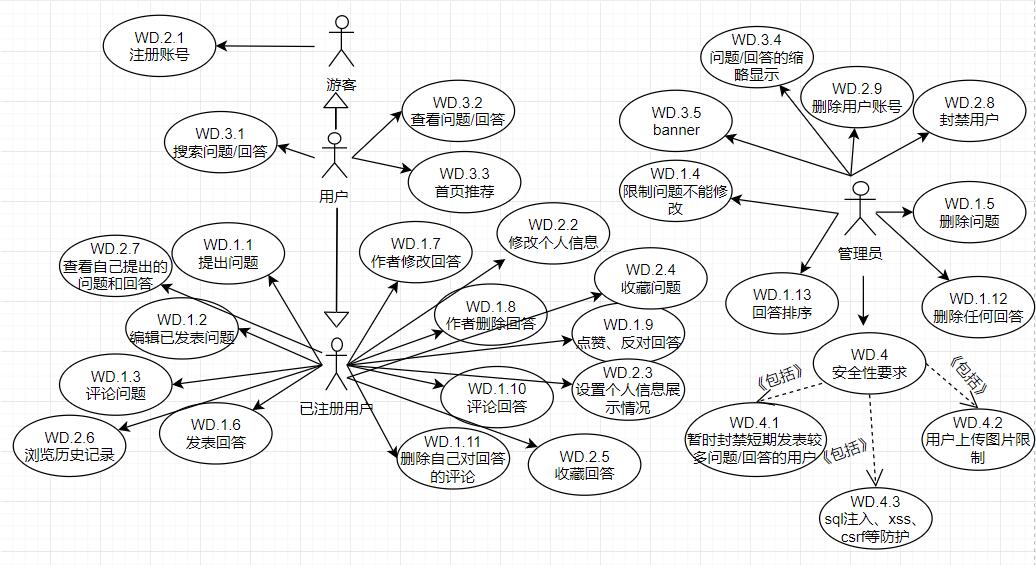 WD.2.1
注册账号
游客
WD.3.1
搜索问题/回答
WD.3.2
查看问题/回答
用户
WD.3.3
首页推荐
WD.2.7
查看自己提出的
问题和回答
WD.1.1
提出问题
WD.1.7
作者修改回答
WD.2.2
修改个人信息
WD.2.4
收藏问题
WD.1.2
编辑已发表问题
WD.1.8
作者删除回答
WD.1.9
点赞、反对回答
WD.1.3
评论问题
已注册用户
WD.1.10
评论回答
WD.2.3
设置个人信息展
示情况
WD.2.6
浏览历史记录
WD.1.6
发表回答
WD.1.11
删除自己对回答
的评论
WD.2.5
收藏回答
WD.3.4
问题/回答的缩
略显示
WD.2.9
删除用户账号
WD.2.8
封禁用户
WD.3.5
banner
WD.1.4
限制问题不能修
改
管理员
WD.1.5
删除问题
WD.1.13
回答排序
WD.1.12
删除任何回答
WD.4
安全性要求
《包括》
《包括》
《包括》
WD.4.1
暂时封禁短期发表较
多问题/回答的用户
WD.4.2
用户上传图片限
制
WD.4.3
sql注入、xss、
csrf等防护